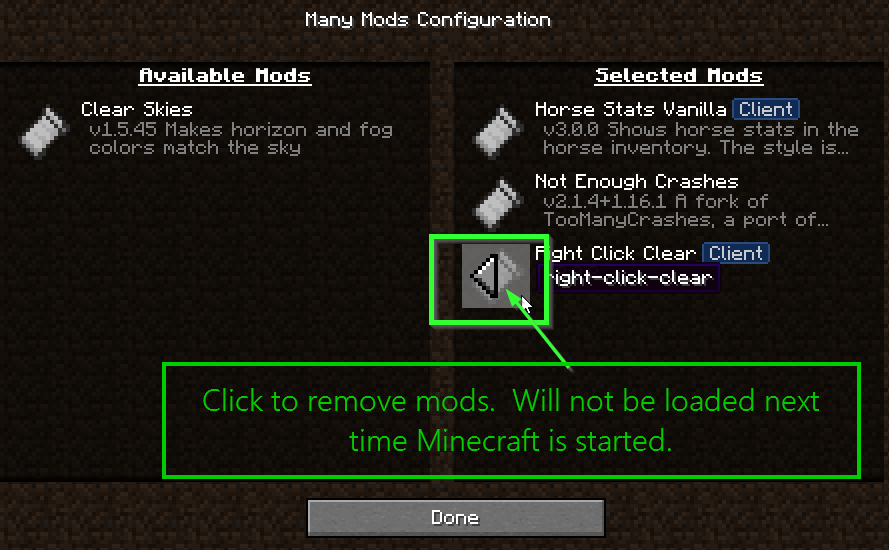 Many Mods Configuration
Available Mods
Clear Skies
v1.5.45 Makes horizon and fog
colors match the sky
Selected Mods
Horse Stats Vanilla Client
v3.0.0 Shows horse stats in the
horse inventory. The style is...
Not Enough Crashes
v2.1.4+1.16.1 A fork of
TooManyCrashes, a port of...
Right Click Clear Client
right-click-clear
Click to remove mods. Will not be loaded next
time Minecraft is started.
Done